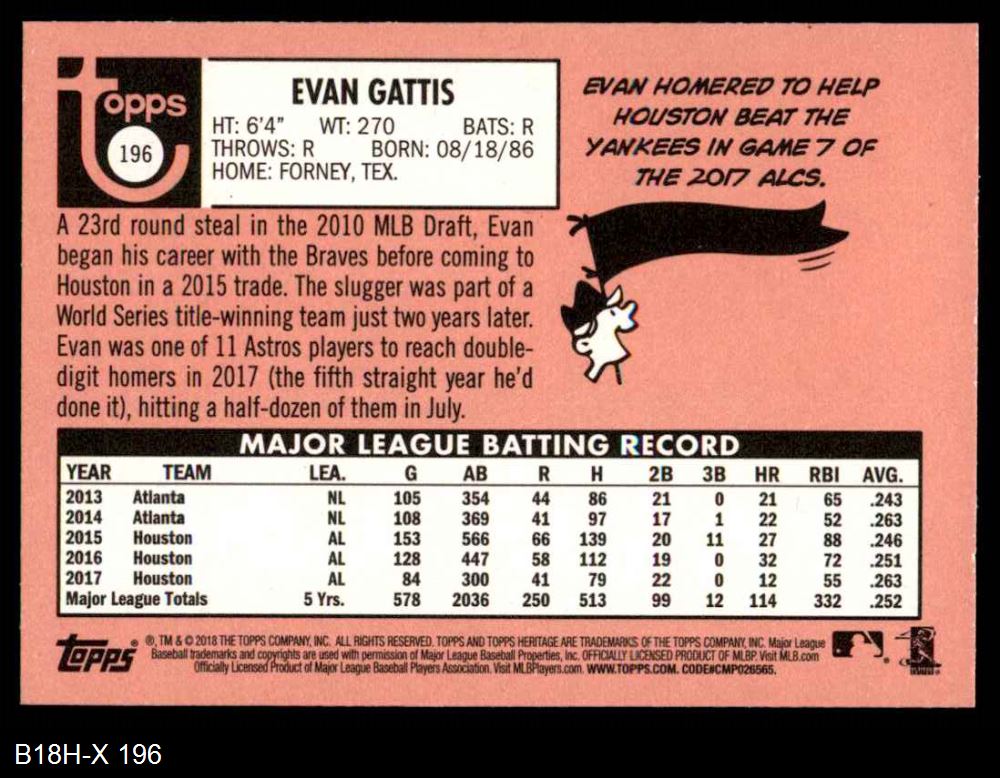 Topps
196
EVAN GATTIS
HT: 6'4" WT: 270 BATS: R
THROWS: R BORN: 08/18/86
HOME: FORNEY, TEX.
EVAN HOMERED TO HELP
HOUSTON BEAT THE
YANKEES IN GAME 7 OF
THE 2017 ALCS.
A 23rd round steal in the 2010 MLB Draft, Evan
began his career with the Braves before coming to
Houston in a 2015 trade. The slugger was part of a
World Series title-winning team just two years later.
Evan was one of 11 Astros players to reach double-
digit homers in 2017 (the fifth straight year he'd
done it), hitting a half-dozen of them in July.
MAJOR LEAGUE BATTING RECORD
YEAR TEAM LEA. G AB R H 2B 3B HR RBI AVG.
2013 Atlanta NL 105 354 44 86 21 0 21 65 .243
2014 Atlanta NL 108 369 41 97 17 1 22 52 .263
2015 Houston AL 153 566 66 139 20 11 27 88 .246
2016 Houston AL 128 447 58 112 19 0 32 72 .251
2017 Houston AL 84 300 41 79 22 0 12 55 .263
Major League Totals 5 Yrs. 578 2036 250 513 99 12 114 332 .252
Topps
®, TM & © 2018 THE TOPPS COMPANY, INC. ALL RIGHTS RESERVED. TOPPS AND TOPPS HERITAGE ARE TRADEMARKS OF THE TOPPS COMPANY, INC. Major League
Baseball trademarks and copyrights are used with permission of Major League Baseball Properties, Inc. OFFICIALLY LICENSED PRODUCT OF MLBP. Visit MLB.com
Officially Licensed Product of Major League Baseball Players Association. Visit MLBPlayers.com. WWW.TOPPS.COM. CODE#CMP026565.
B18H-X 196